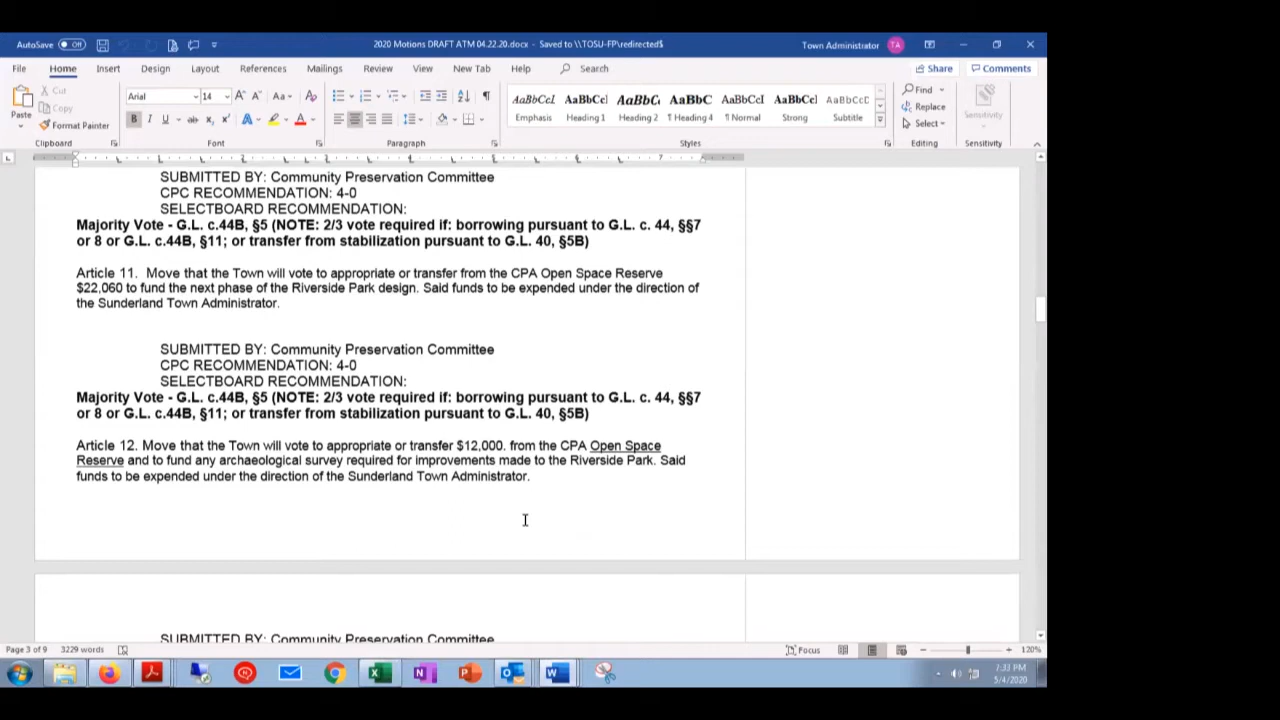 AutoSave Off
2020 Motions DRAFT ATM 04.22.20.docx - Saved to \\TOSU-FP\redirected$
Town Administrator TA
File Home Insert Design Layout References Mailings Review View New Tab Help Search
Share Comments
Paste
Cut
Copy
Format Painter
Arial 14
Find
Replace
Select
Sensitivity
AaBbCcI AaBbCcI AaBbCc AaBbC AaBbCcI AaBbCcI AaBbCcD
Emphasis Heading 1 Heading 2 ¶ Heading 4 ¶ Normal Strong Subtitle
Clipboard Font Paragraph Styles Editing Sensitivity
7
SUBMITTED BY: Community Preservation Committee
CPC RECOMMENDATION: 4-0
SELECTBOARD RECOMMENDATION:
Majority Vote - G.L. c.44B, §5 (NOTE: 2/3 vote required if: borrowing pursuant to G.L. c. 44, §§7
or 8 or G.L. c.44B, §11; or transfer from stabilization pursuant to G.L. 40, §5B)
Article 11. Move that the Town will vote to appropriate or transfer from the CPA Open Space Reserve
$22,060 to fund the next phase of the Riverside Park design. Said funds to be expended under the direction of
the Sunderland Town Administrator.
SUBMITTED BY: Community Preservation Committee
CPC RECOMMENDATION: 4-0
SELECTBOARD RECOMMENDATION:
Majority Vote - G.L. c.44B, §5 (NOTE: 2/3 vote required if: borrowing pursuant to G.L. c. 44, §§7
or 8 or G.L. c.44B, §11; or transfer from stabilization pursuant to G.L. 40, §5B)
Article 12. Move that the Town will vote to appropriate or transfer $12,000. from the CPA Open Space
Reserve and to fund any archaeological survey required for improvements made to the Riverside Park. Said
funds to be expended under the direction of the Sunderland Town Administrator.
SUBMITTED BY: Community Preservation Committee
Page 3 of 9 3229 words
Focus
120%
7:33 PM
5/4/2020